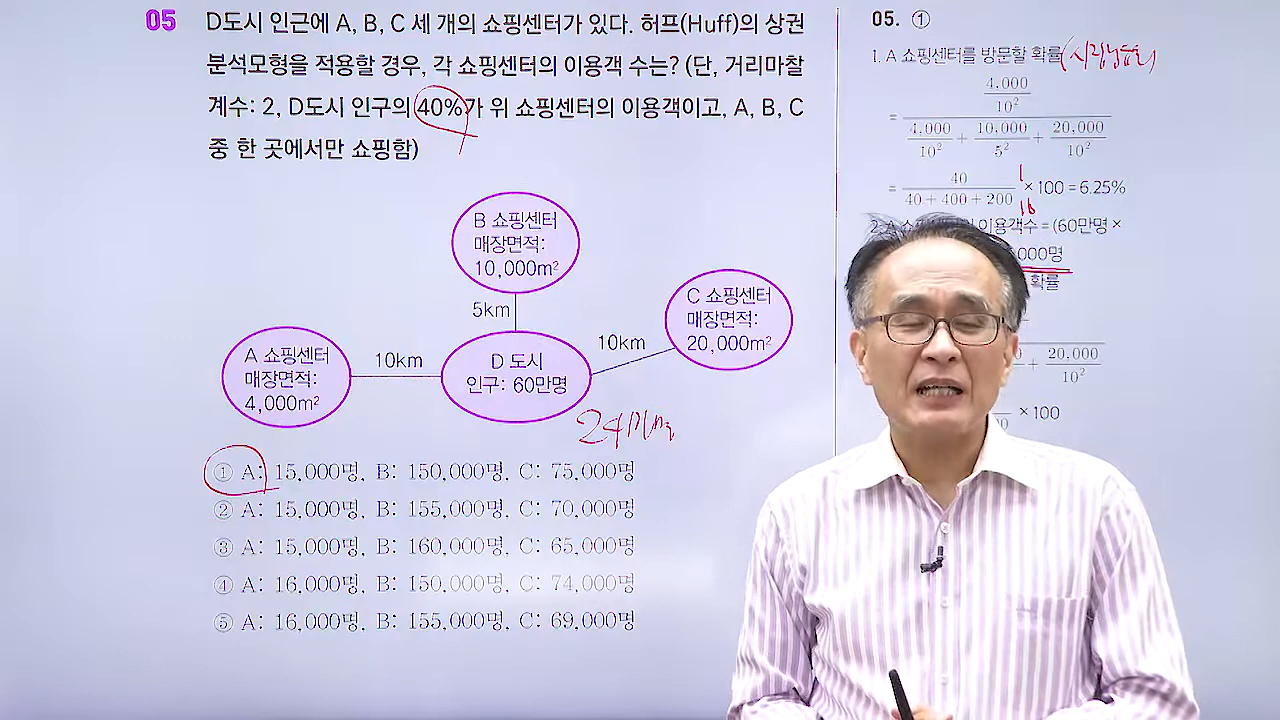 05
D도시 인근에 A, B, C 세 개의 쇼핑센터가 있다. 허프(Huff)의 상권
분석모형을 적용할 경우, 각 쇼핑센터의 이용객 수는? (단, 거리마찰
계수: 2, D도시 인구의 40%가 위 쇼핑센터의 이용객이고, A, B, C
중 한 곳에서만 쇼핑함)
B 쇼핑센터
매장면적:
10,000m²
5km
C 쇼핑센터
매장면적:
20,000m²
10km
A 쇼핑센터
매장면적:
4,000m²
10km
D 도시
인구: 60만명
① A: 15,000명, B: 150,000명, C: 75,000명
② A: 15,000명, B: 155,000명, C: 70,000명
③ A: 15,000명, B: 160,000명, C: 65,000명
④ A: 16,000명, B: 150,000명, C: 74,000명
⑤ A: 16,000명, B: 155,000명, C: 69,000명
05. ①
1. A 쇼핑센터를 방문할 확률
4,000
10²
=
4,000 + 10,000 + 20,000
10² 5² 10²
= 40
40+400+200 ×100=6.25%
1
16
2. A 이용객수=(60만명×
000명
확률
+ 20,000
10²
×100